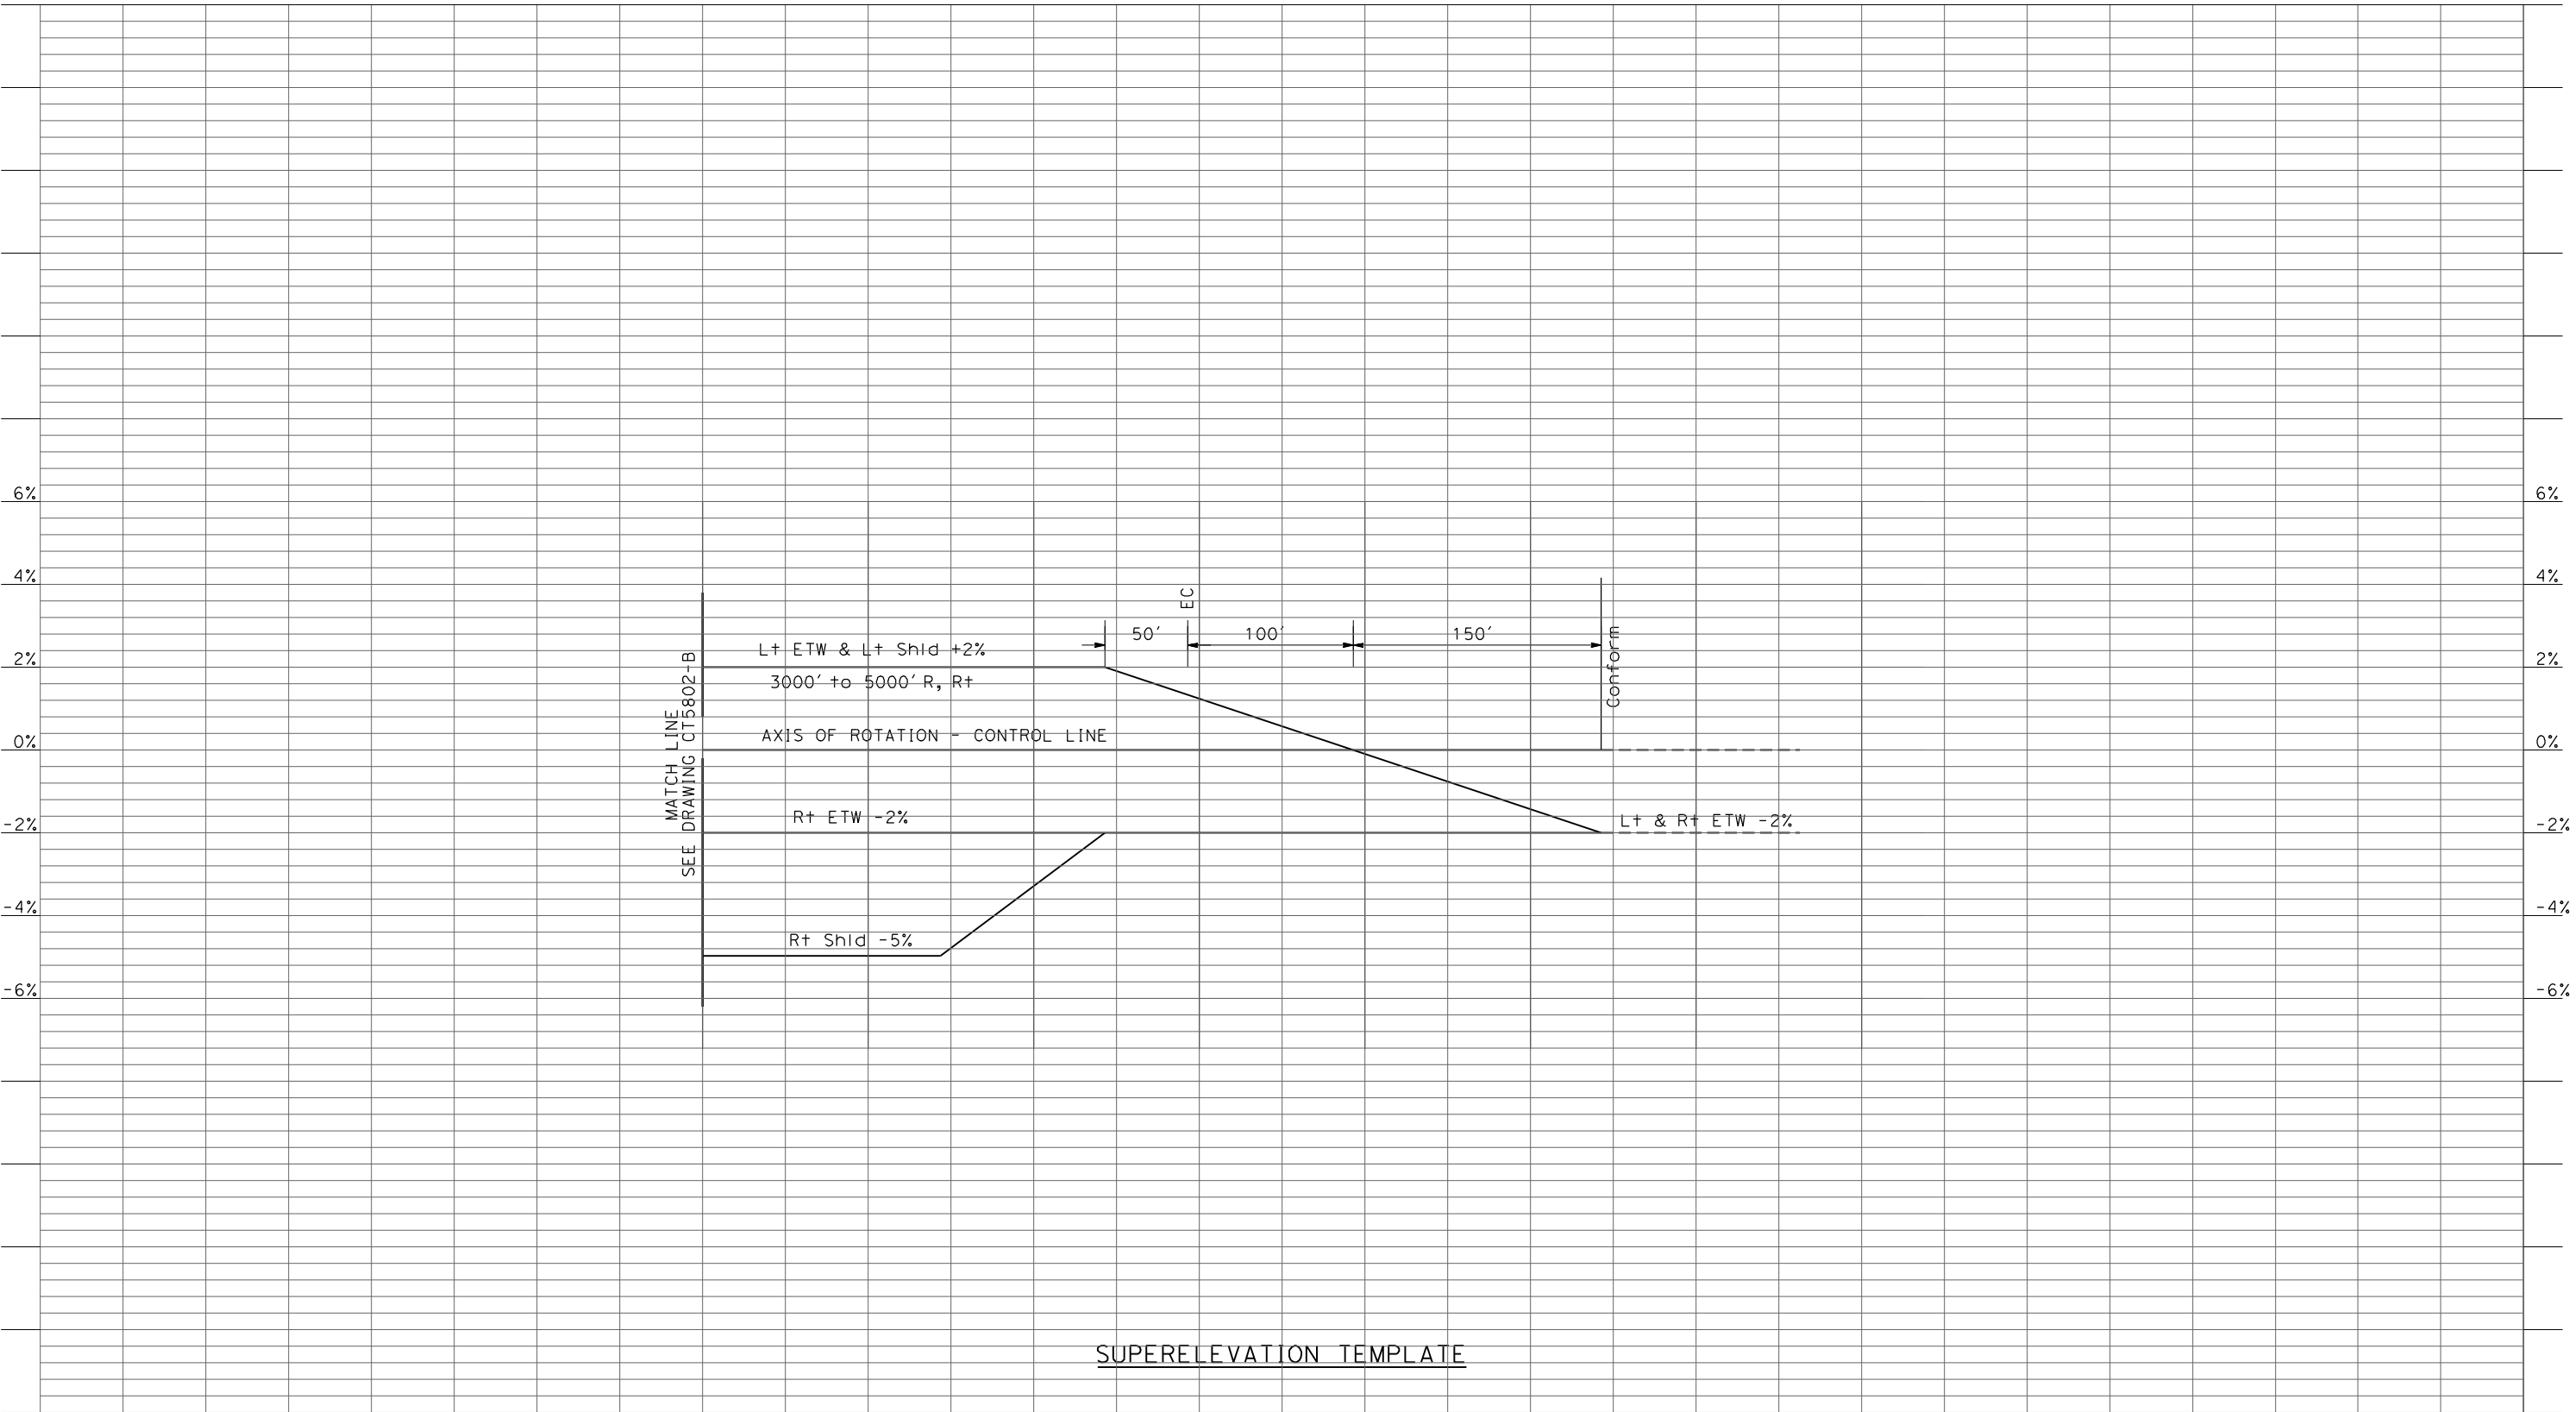 6%
6%
4%
4%
EC
50′
100′
150′
Conform
Lt ETW & Lt Shld +2%
2%
2%
3000′ to 5000′ R, Rt
MATCH LINE
SEE DRAWING CT5802-B
AXIS OF ROTATION - CONTROL LINE
0%
0%
Rt ETW -2%
Lt & Rt ETW -2%
-2%
-2%
-4%
-4%
Rt Shld -5%
-6%
-6%
SUPERELEVATION TEMPLATE